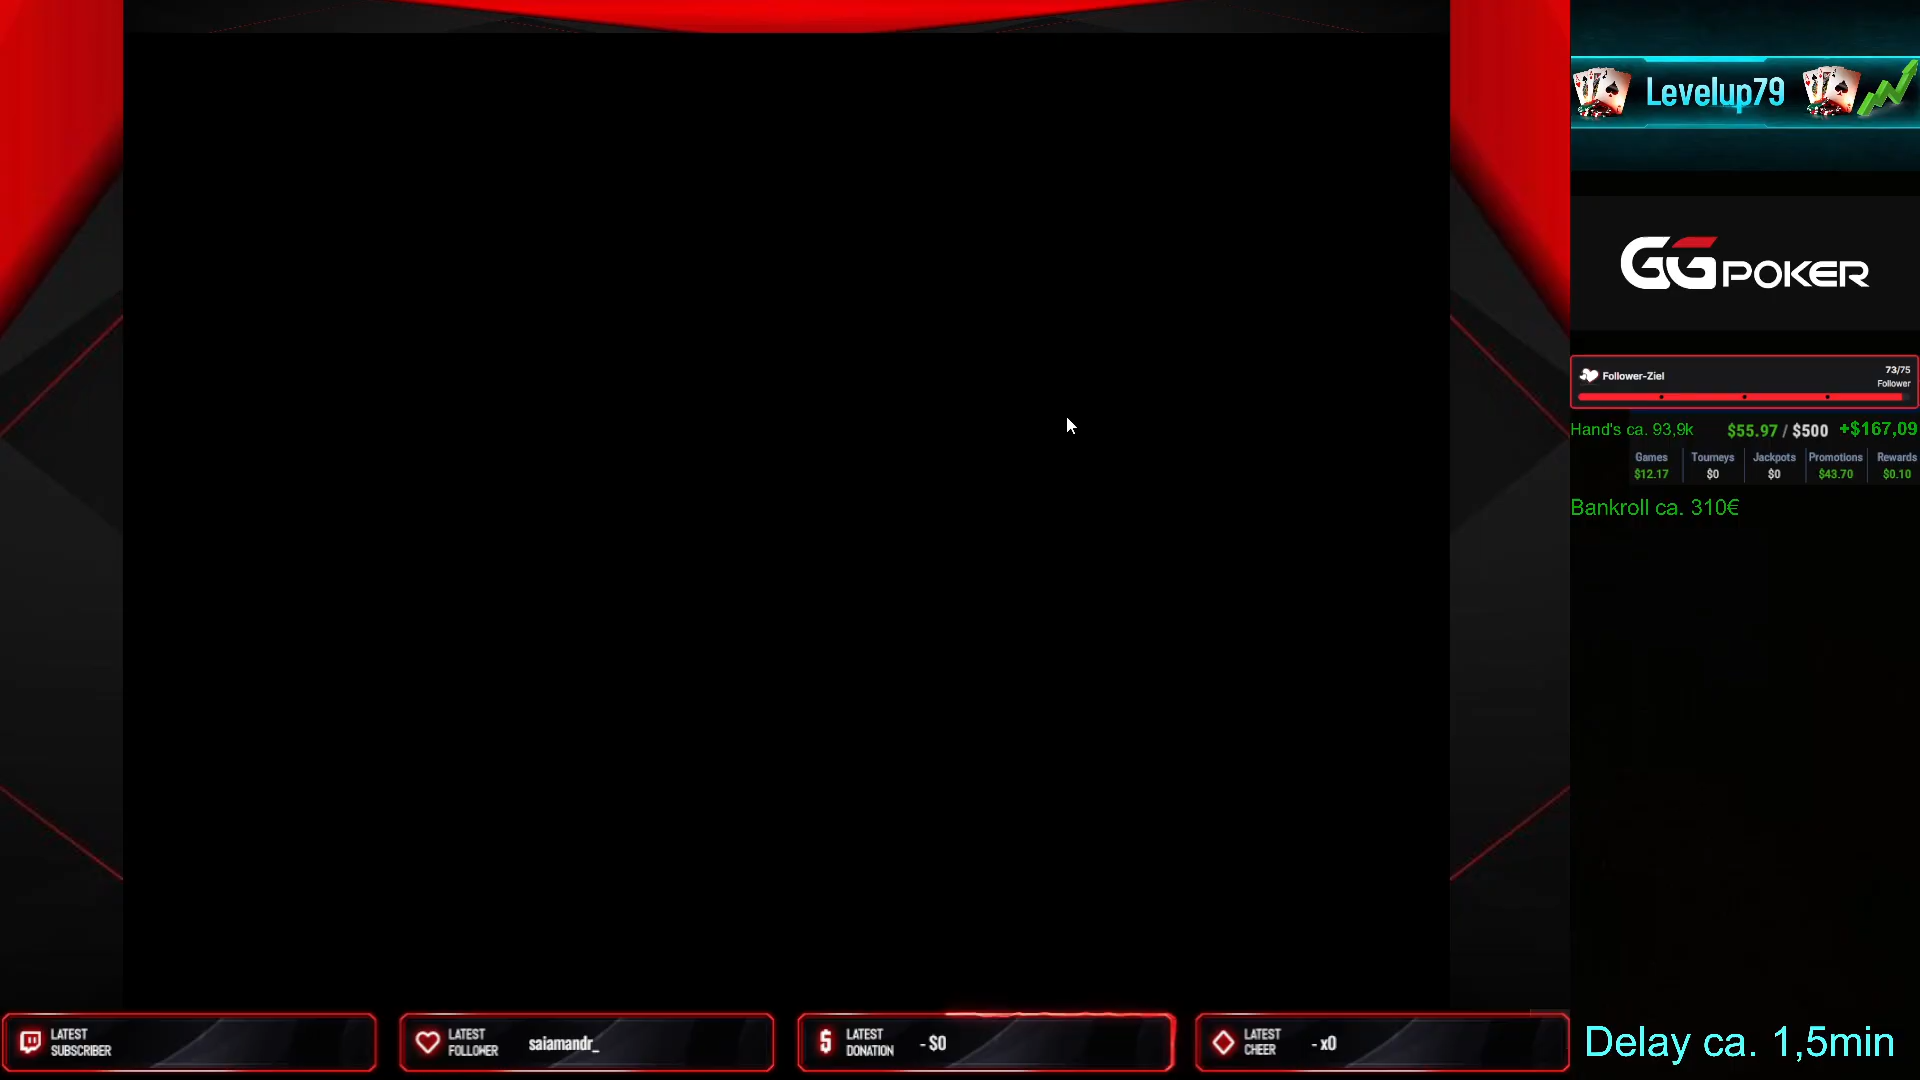 Levelup79
GGPOKER
Follower-Ziel
73/75
Follower
Hand's ca. 93,9k $55.97 / $500 +$167,09
Games Tourneys Jackpots Promotions Rewards
$12.17 $0 $0 $43.70 $0.10
Bankroll ca. 310€
LATEST
SUBSCRIBER
LATEST
FOLLOWER
saiamandr_
LATEST
DONATION
- $0
LATEST
CHEER
- x0
Delay ca. 1,5min